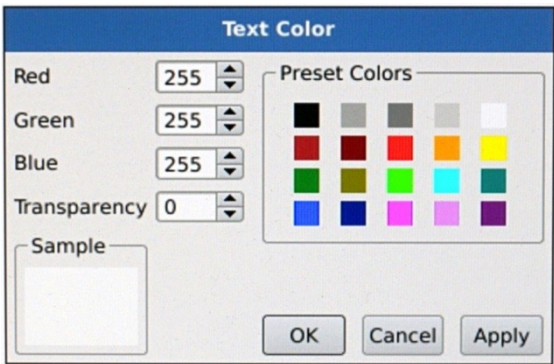 Text Color
Red 255
Green 255
Blue 255
Transparency 0
Preset Colors
Sample
OK Cancel Apply